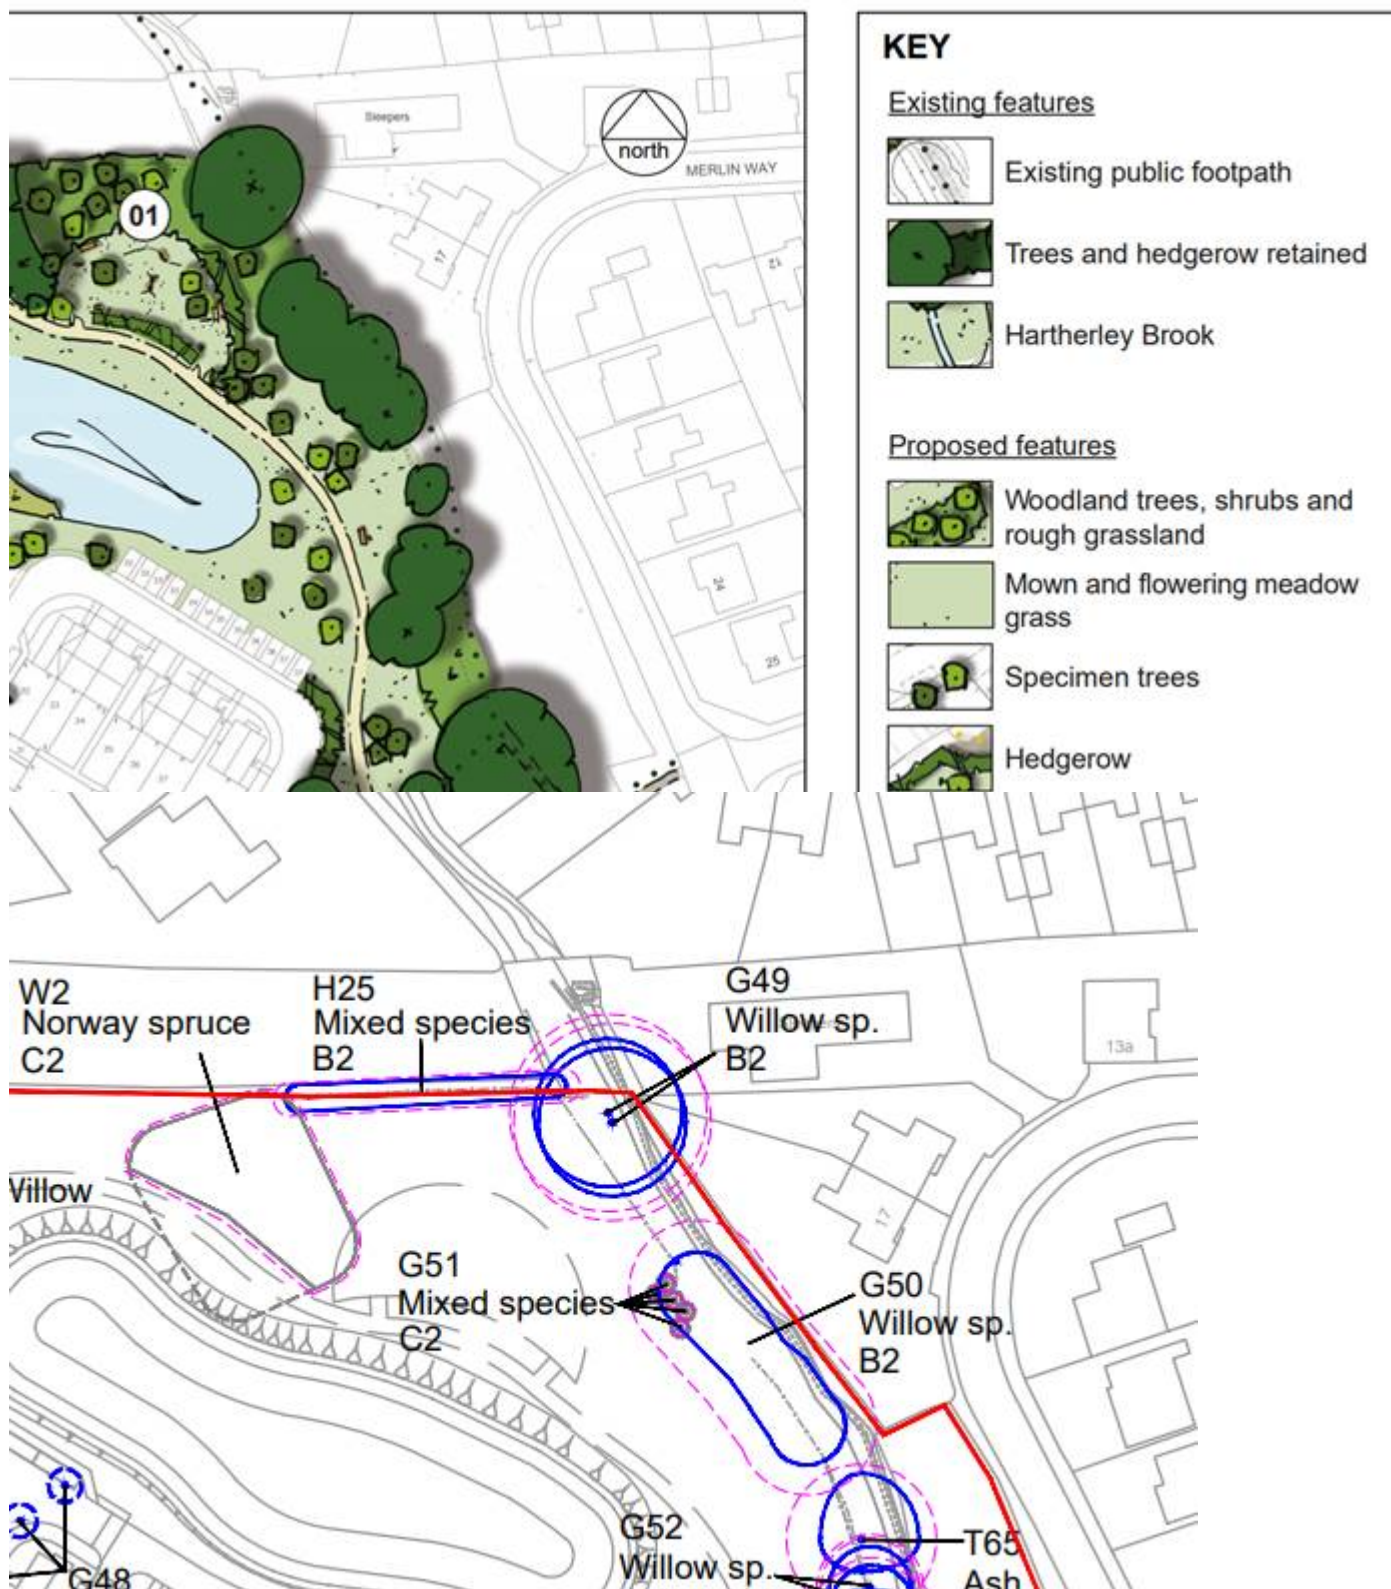 KEY
Existing features
Existing public footpath
Trees and hedgerow retained
Hartherley Brook
Proposed features
Woodland trees, shrubs and
rough grassland
Mown and flowering meadow
grass
Specimen trees
Hedgerow
Sleepers
north
MERLIN WAY
01
17
21
24
25
W2
Norway spruce
C2
H25
Mixed species
B2
G49
Willow sp.
B2
13a
Willow
17
G51
Mixed species
C2
G50
Willow sp.
B2
G52
Willow sp.
T65
Ash
G48